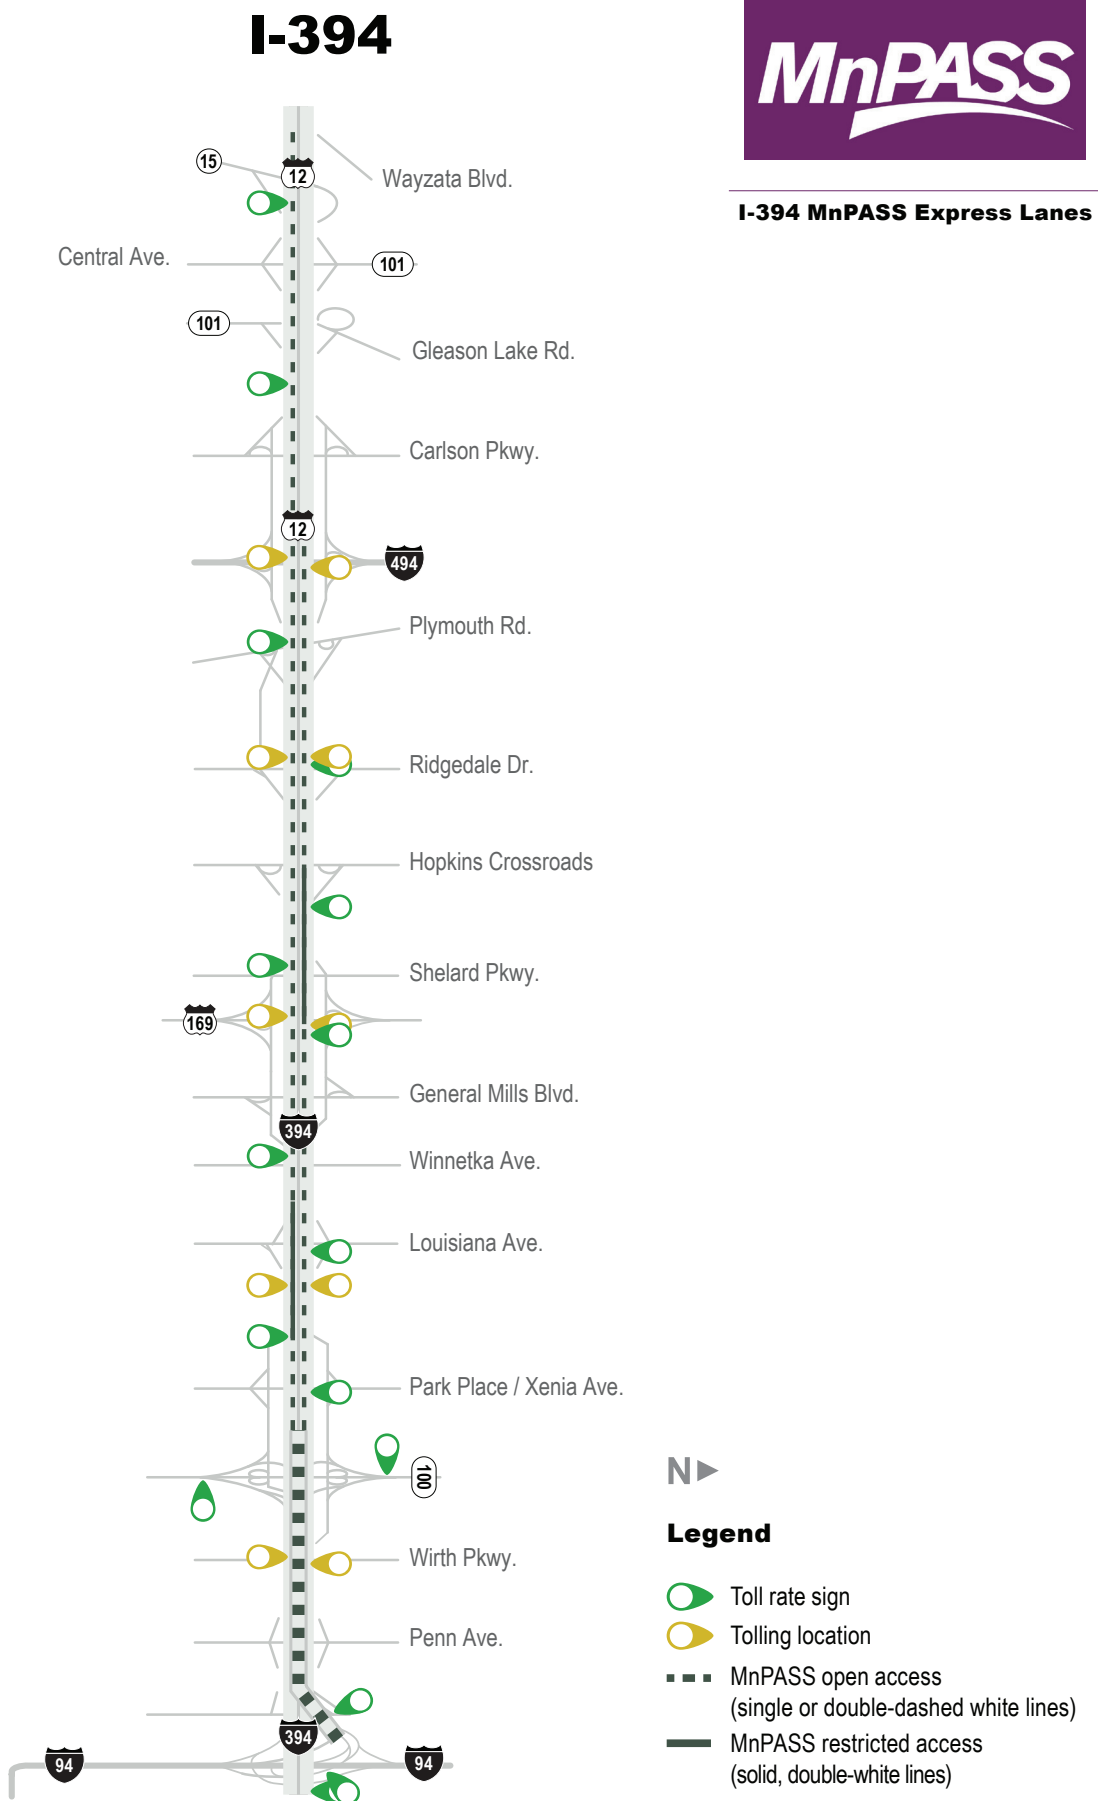 I-394
MnPASS
I-394 MnPASS Express Lanes
15
12
Wayzata Blvd.
Central Ave.
101
101
Gleason Lake Rd.
Carlson Pkwy.
12
494
Plymouth Rd.
Ridgedale Dr.
Hopkins Crossroads
Shelard Pkwy.
169
General Mills Blvd.
394
Winnetka Ave.
Louisiana Ave.
Park Place / Xenia Ave.
100
Wirth Pkwy.
Penn Ave.
394
94
94
N
Legend
Toll rate sign
Tolling location
MnPASS open access
(single or double-dashed white lines)
MnPASS restricted access
(solid, double-white lines)